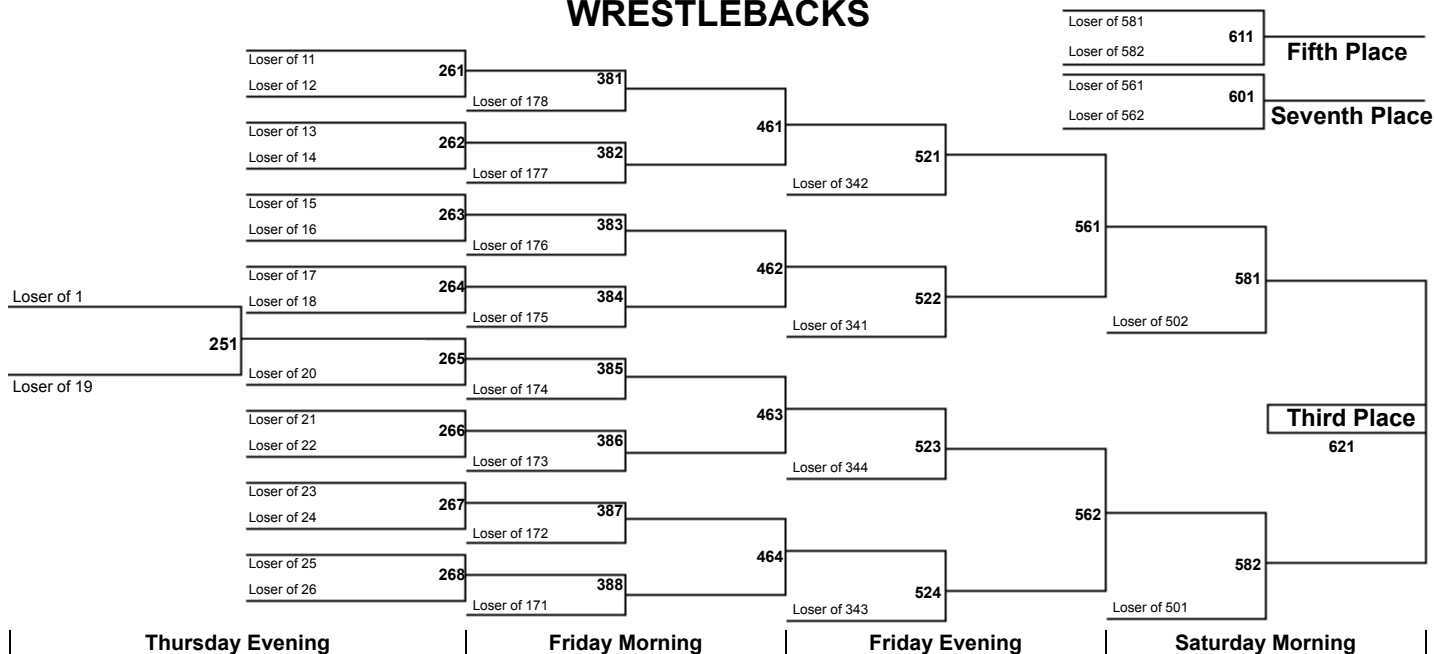 WRESTLEBACKS
Loser of 581
611
Loser of 582
Fifth Place
Loser of 561
601
Loser of 562
Seventh Place
Loser of 11
261
Loser of 12
Loser of 13
262
Loser of 14
Loser of 15
263
Loser of 16
Loser of 17
264
Loser of 18
Loser of 1
251
Loser of 19
265
Loser of 20
Loser of 21
266
Loser of 22
Loser of 23
267
Loser of 24
Loser of 25
268
Loser of 26
381
Loser of 178
382
Loser of 177
383
Loser of 176
384
Loser of 175
385
Loser of 174
386
Loser of 173
387
Loser of 172
388
Loser of 171
461
462
463
464
521
Loser of 342
522
Loser of 341
523
Loser of 344
524
Loser of 343
561
562
581
Loser of 502
582
Loser of 501
Third Place
621
Thursday Evening
Friday Morning
Friday Evening
Saturday Morning